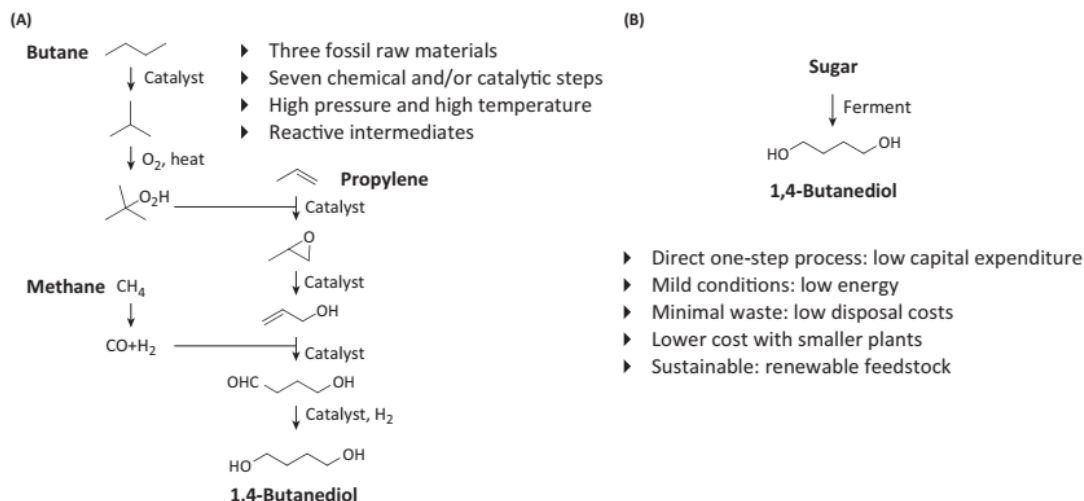 (A)
Butane
Catalyst
O2, heat
O2H
▶ Three fossil raw materials
▶ Seven chemical and/or catalytic steps
▶ High pressure and high temperature
▶ Reactive intermediates
Propylene
Catalyst
O
Catalyst
Methane CH4
OH
CO+H2
Catalyst
OHC OH
Catalyst, H2
HO OH
1,4-Butanediol
(B)
Sugar
Ferment
HO OH
1,4-Butanediol
▶ Direct one-step process: low capital expenditure
▶ Mild conditions: low energy
▶ Minimal waste: low disposal costs
▶ Lower cost with smaller plants
▶ Sustainable: renewable feedstock